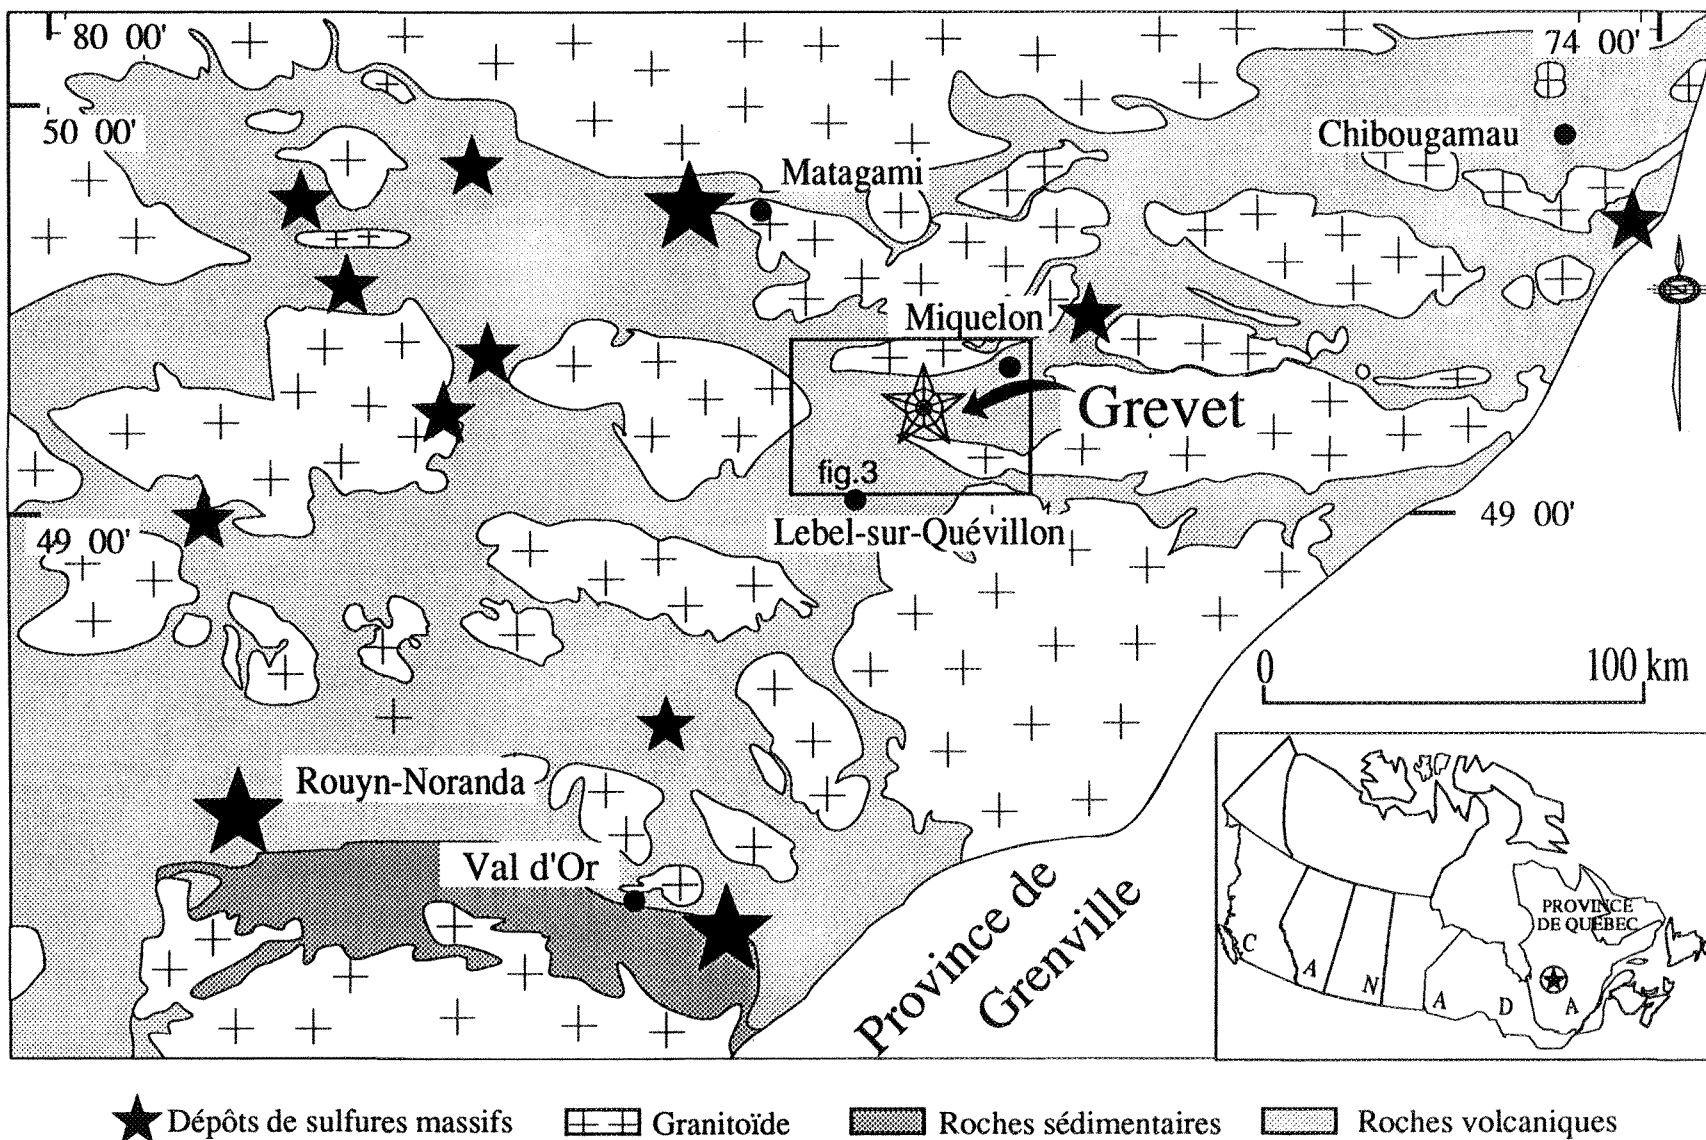 80 00'
74 00'
50 00'
Chibougamau
Matagami
Miquelon
Grevet
fig.3
49 00'
49 00'
Lebel-sur-Quévillon
0 100 km
Rouyn-Noranda
Val d'Or
Province de
Grenville
PROVINCE
DE QUÉBEC
C A N A D A
Dépôts de sulfures massifs
Granitoïde
Roches sédimentaires
Roches volcaniques